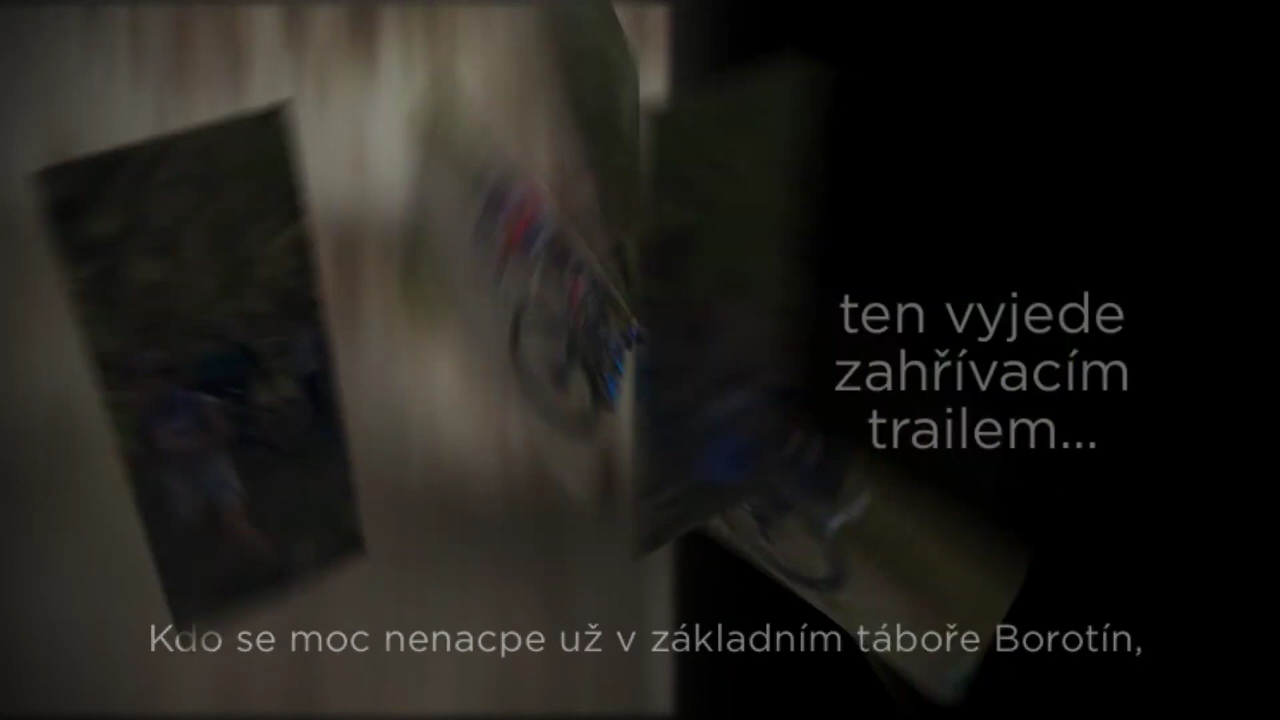 ten vyjede
zahřívacím
trailem...
Kdo se moc nenacpe už v základním táboře Borotín,